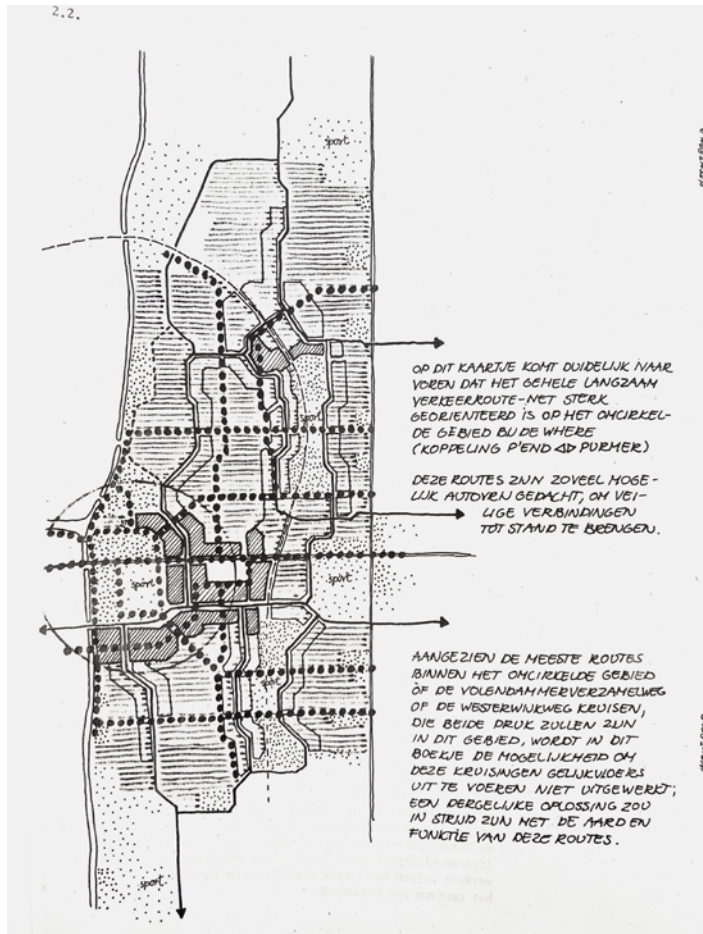 2.2.
sport
OP DIT KAARTJE KOMT DUIDELIJK NAAR
VOREN DAT HET GEHELE LANGZAAM
VERKEERROUTE-NET STERK
GEORIENTEERD IS OP HET OMCIRKEL-
DE GEBIED BIJ DE WHERE
(KOPPELING P'END ◁▷ PURMER)
sport
DEZE ROUTES ZIJN ZOVEEL MOGE-
LIJK AUTOVRIJ GEDACHT, OM VEI-
LIGE VERBINDINGEN
TOT STAND TE BRENGEN.
sport
sport
sport
AANGEZIEN DE MEESTE ROUTES
BINNEN HET OMCIRKELDE GEBIED
OF DE VOLENDAMMERVERZAMELWEG
OF DE WESTERWIJKWEG KRUISEN,
DIE BEIDE DRUK ZULLEN ZIJN
IN DIT GEBIED, WORDT IN DIT
BOEKJE DE MOGELIJKHEID OM
DEZE KRUISINGEN GELIJKVLOERS
UIT TE VOEREN NIET UITGEWERKT;
EEN DERGELIJKE OPLOSSING ZOU
IN STRIJD ZIJN MET DE AARD EN
FUNKTIE VAN DEZE ROUTES.
sport